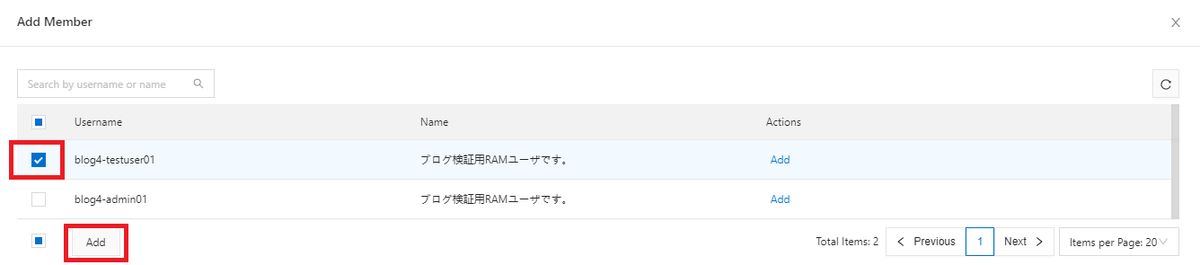 Add Member
Search by username or name
Username Name Actions
blog4-testuser01 ブログ検証用RAMユーザです。 Add
blog4-admin01 ブログ検証用RAMユーザです。 Add
Add Total Items: 2 Previous 1 Next Items per Page: 20